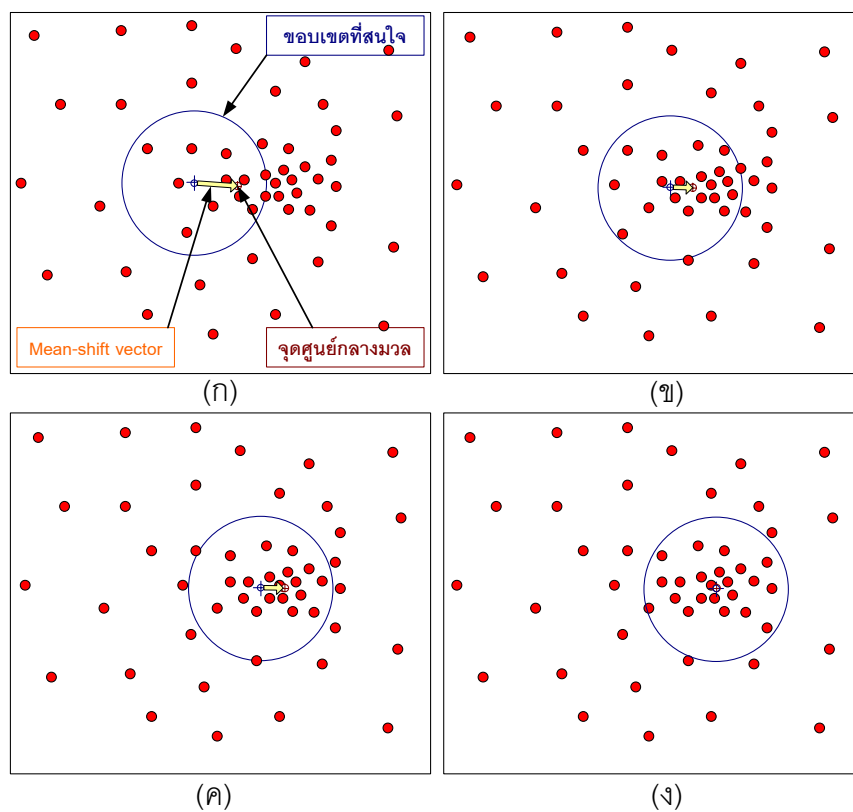 ขอบเขตที่สนใจ
Mean-shift vector
จุดศูนย์กลางมวล
(ก)
(ข)
(ค)
(ง)